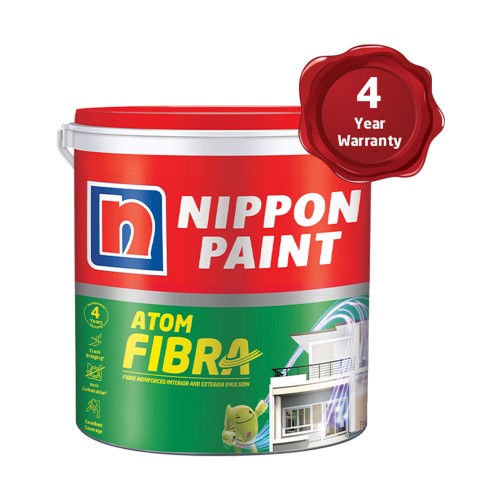 4
Year
Warranty
n
NIPPON
PAINT
4
Years
ATOM
FIBRA
FIBRE REINFORCED INTERIOR AND EXTERIOR EMULSION
Crack
Bridging*
Anti
Carbonation*
Excellent
Coverage